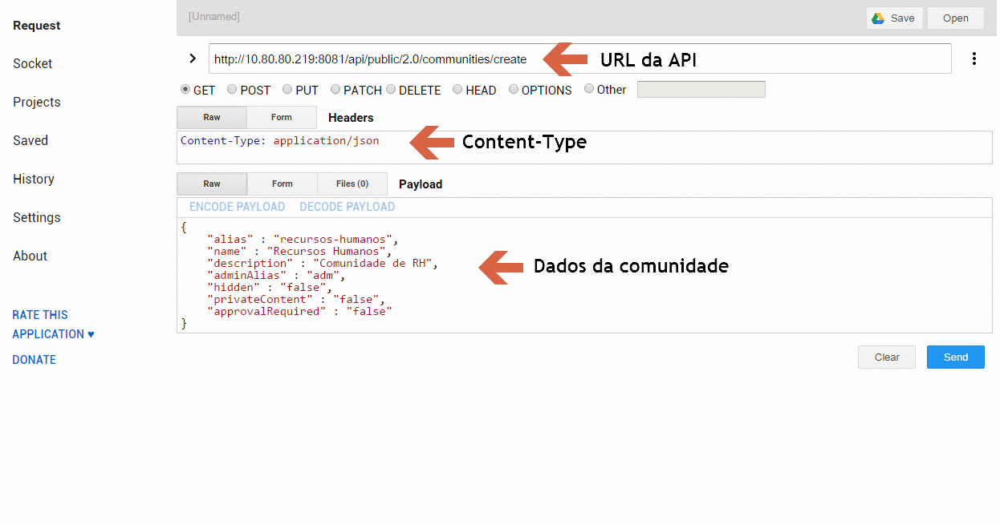 Request
Socket
Projects
Saved
History
Settings
About
RATE THIS
APPLICATION ♥
DONATE
[Unnamed]
Save
Open
http://10.80.80.219:8081/api/public/2.0/communities/create
URL da API
GET POST PUT PATCH DELETE HEAD OPTIONS Other
Raw Form Headers
Content-Type: application/json
Content-Type
Raw Form Files (0) Payload
ENCODE PAYLOAD DECODE PAYLOAD
{
"alias" : "recursos-humanos",
"name" : "Recursos Humanos",
"description" : "Comunidade de RH",
"adminAlias" : "adm",
"hidden" : "false",
"privateContent" : "false",
"approvalRequired" : "false"
}
Dados da comunidade
Clear
Send